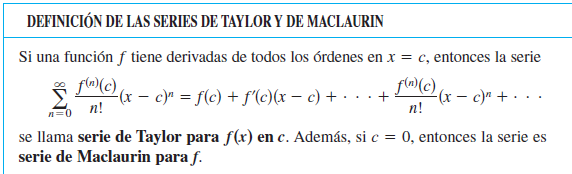 DEFINICIÓN DE LAS SERIES DE TAYLOR Y DE MACLAURIN
Si una función f tiene derivadas de todos los órdenes en x = c, entonces la serie
∞∑n=0 f⁽ⁿ⁾(c)/n! (x − c)ⁿ = f(c) + f′(c)(x − c) + · · · + f⁽ⁿ⁾(c)/n! (x − c)ⁿ + · · ·
se llama serie de Taylor para f(x) en c. Además, si c = 0, entonces la serie es
serie de Maclaurin para f.